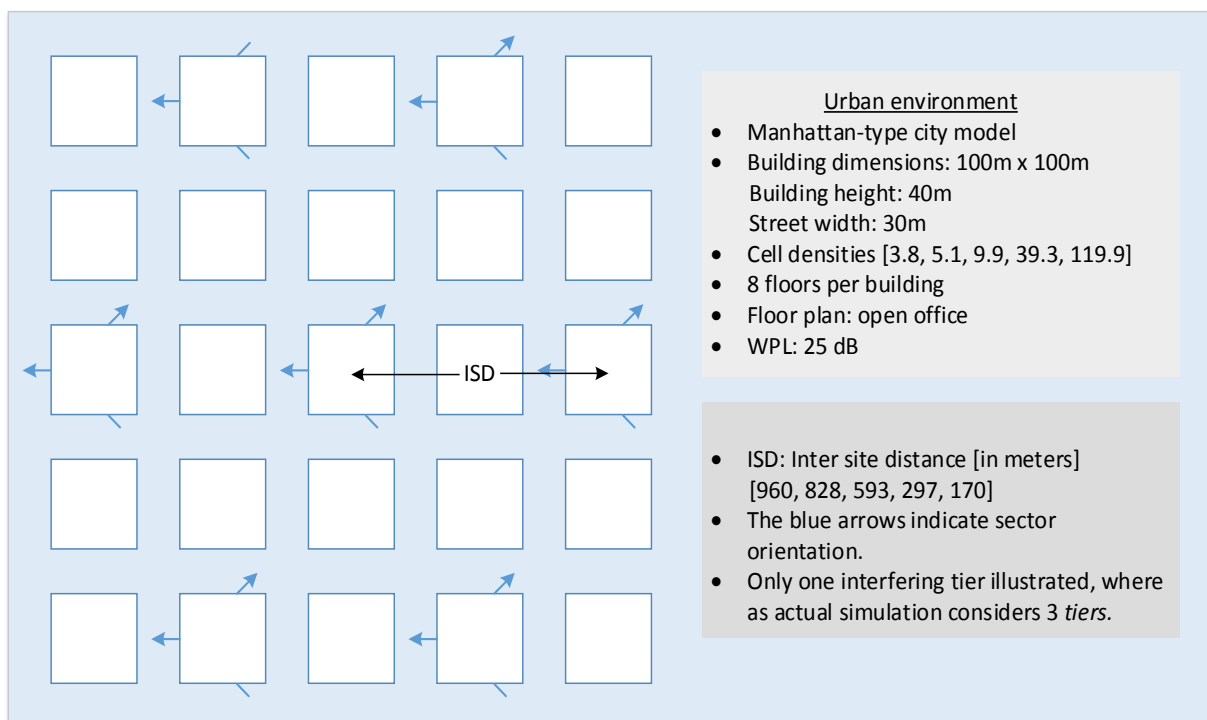 ISD
Urban environment
• Manhattan-type city model
• Building dimensions: 100m x 100m
Building height: 40m
Street width: 30m
• Cell densities [3.8, 5.1, 9.9, 39.3, 119.9]
• 8 floors per building
• Floor plan: open office
• WPL: 25 dB
• ISD: Inter site distance [in meters]
[960, 828, 593, 297, 170]
• The blue arrows indicate sector
orientation.
• Only one interfering tier illustrated, where
as actual simulation considers 3 tiers.